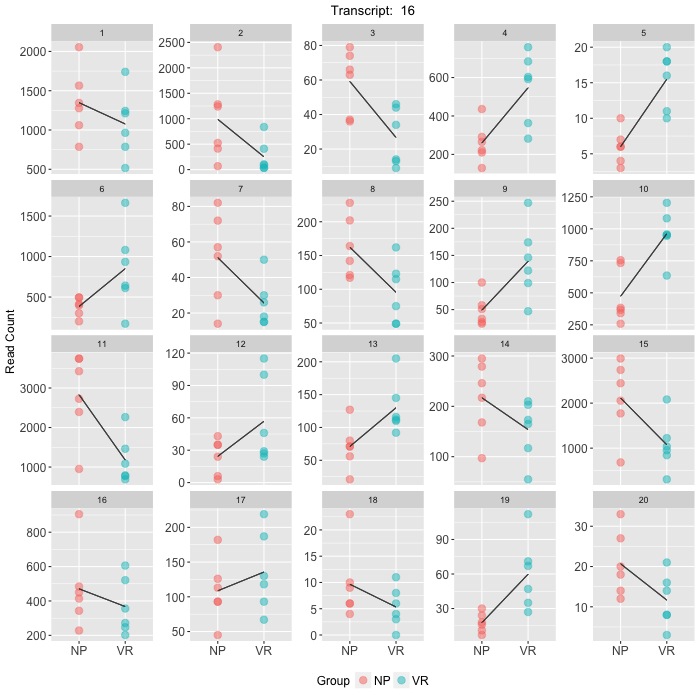 Transcript:  16
1 2 3 4 5
2000 1500 1000 500
2500 2000 1500 1000 500 0
80 60 40 20
600 400 200
20 15 10 5
6 7 8 9 10
1500 1000 500
80 60 40 20
200 150 100 50
250 200 150 100 50
1250 1000 750 500 250
Read Count
11 12 13 14 15
3000 2000 1000
120 90 60 30 0
200 150 100 50
300 200 100
3000 2000 1000
16 17 18 19 20
800 600 400 200
200 150 100 50
20 15 10 5 0
90 60 30
30 20 10
NP VR NP VR NP VR NP VR NP VR
Group NP VR